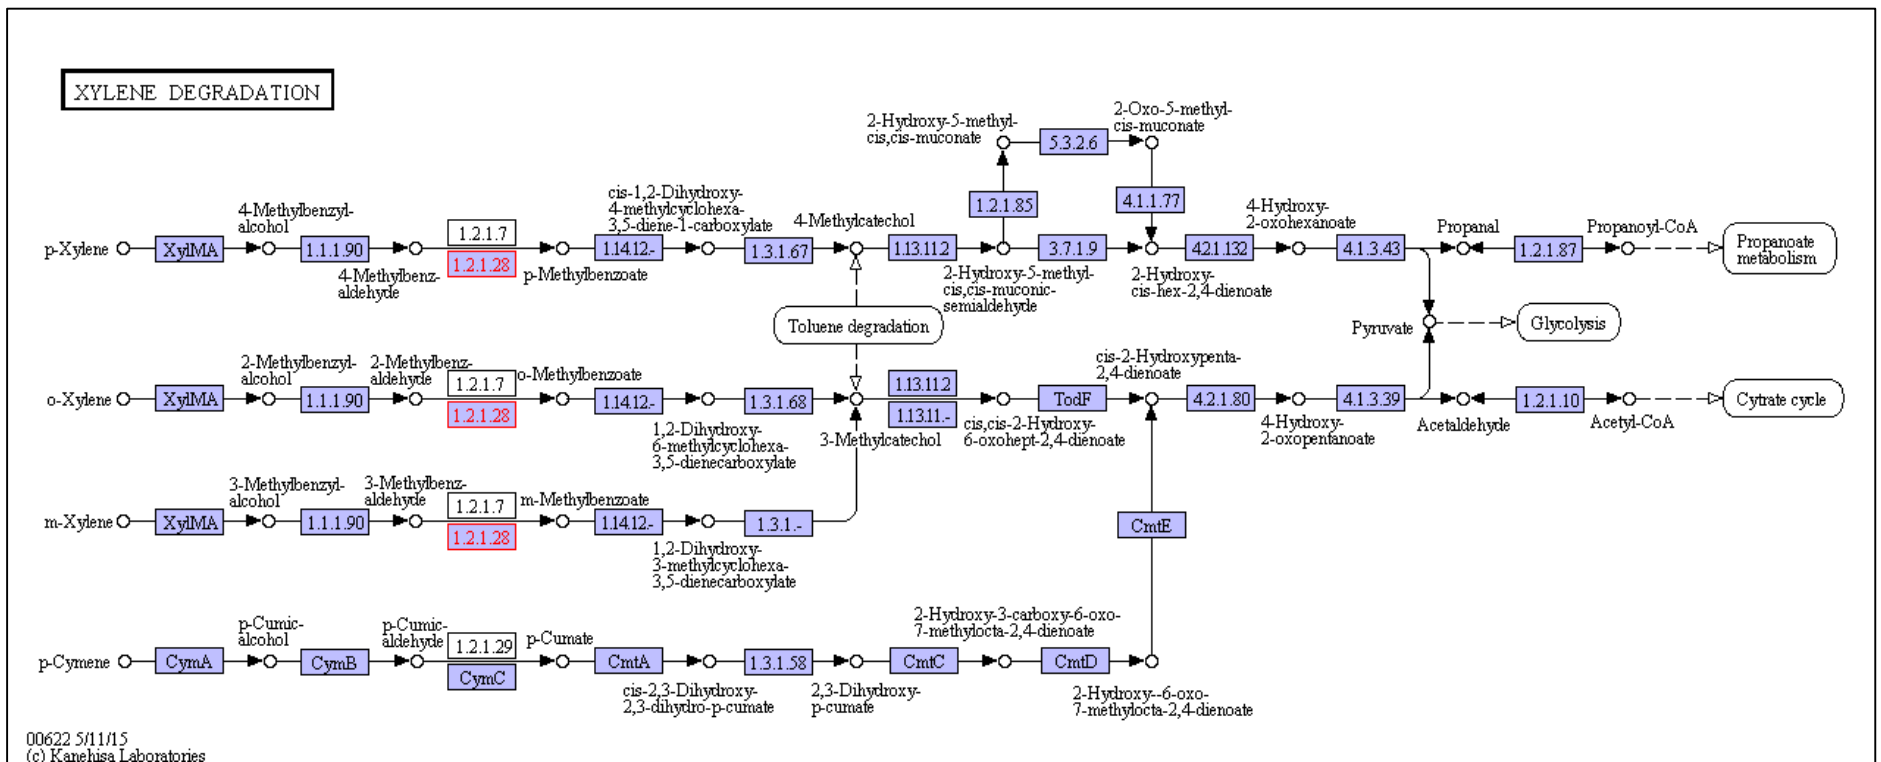 XYLENE DEGRADATION
2-Hydroxy-5-methyl-
cis,cis-muconate
5.3.2.6
2-Oxo-5-methyl-
cis-muconate
1.2.1.85
4.1.1.77
p-Xylene
XylMA
4-Methylbenzyl-
alcohol
1.1.1.90
4-Methylbenz-
aldehyde
1.2.1.7
1.2.1.28
p-Methylbenzoate
1.14.12.-
cis-1,2-Dihydroxy-
4-methylcyclohexa-
3,5-diene-1-carboxylate
1.3.1.67
4-Methylcatechol
1.13.11.2
2-Hydroxy-5-methyl-
cis,cis-muconic-
semialdehyde
3.7.1.9
2-Hydroxy-
cis-hex-2,4-dienoate
4.2.1.132
4-Hydroxy-
2-oxohexanoate
4.1.3.43
Propanal
1.2.1.87
Propanoyl-CoA
Propanoate
metabolism
Toluene degradation
Pyruvate
Glycolysis
o-Xylene
XylMA
2-Methylbenzyl-
alcohol
1.1.1.90
2-Methylbenz-
aldehyde
1.2.1.7
1.2.1.28
o-Methylbenzoate
1.14.12.-
1,2-Dihydroxy-
6-methylcyclohexa-
3,5-dienecarboxylate
1.3.1.68
3-Methylcatechol
1.13.11.2
1.13.11.-
cis,cis-2-Hydroxy-
6-oxohept-2,4-dienoate
TodF
cis-2-Hydroxypenta-
2,4-dienoate
4.2.1.80
4-Hydroxy-
2-oxopentanoate
4.1.3.39
Acetaldehyde
1.2.1.10
Acetyl-CoA
Cytrate cycle
m-Xylene
XylMA
3-Methylbenzyl-
alcohol
1.1.1.90
3-Methylbenz-
aldehyde
1.2.1.7
1.2.1.28
m-Methylbenzoate
1.14.12.-
1,2-Dihydroxy-
3-methylcyclohexa-
3,5-dienecarboxylate
1.3.1.-
CmtE
p-Cymene
CymA
p-Cumic-
alcohol
CymB
p-Cumic-
aldehyde
1.2.1.29
CymC
p-Cumate
CmtA
cis-2,3-Dihydroxy-
2,3-dihydro-p-cumate
1.3.1.58
2,3-Dihydroxy-
p-cumate
CmtC
2-Hydroxy-3-carboxy-6-oxo-
7-methylocta-2,4-dienoate
CmtD
2-Hydroxy--6-oxo-
7-methylocta-2,4-dienoate
00622 5/11/15
(c) Kanehisa Laboratories